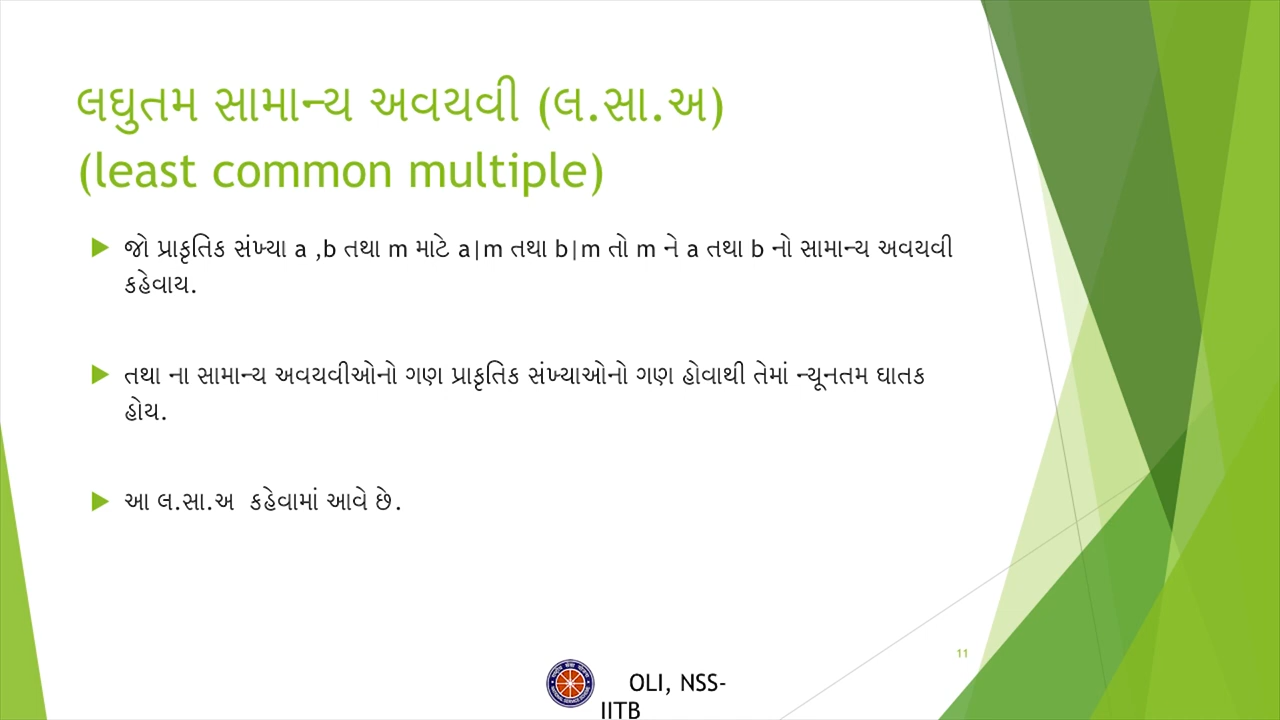 લઘુતમ સામાન્ય અવયવી (લ.સા.અ)
(least common multiple)
જો પ્રાકૃતિક સંખ્યા a ,b તથા m માટે a|m તથા b|m તો m ને a તથા b નો સામાન્ય અવયવી
કહેવાય.
તથા ના સામાન્ય અવયવીઓનો ગણ પ્રાકૃતિક સંખ્યાઓનો ગણ હોવાથી તેમાં ન્યૂનતમ ઘાતક
હોય.
આ લ.સા.અ કહેવામાં આવે છે.
11
OLI, NSS-
IITB